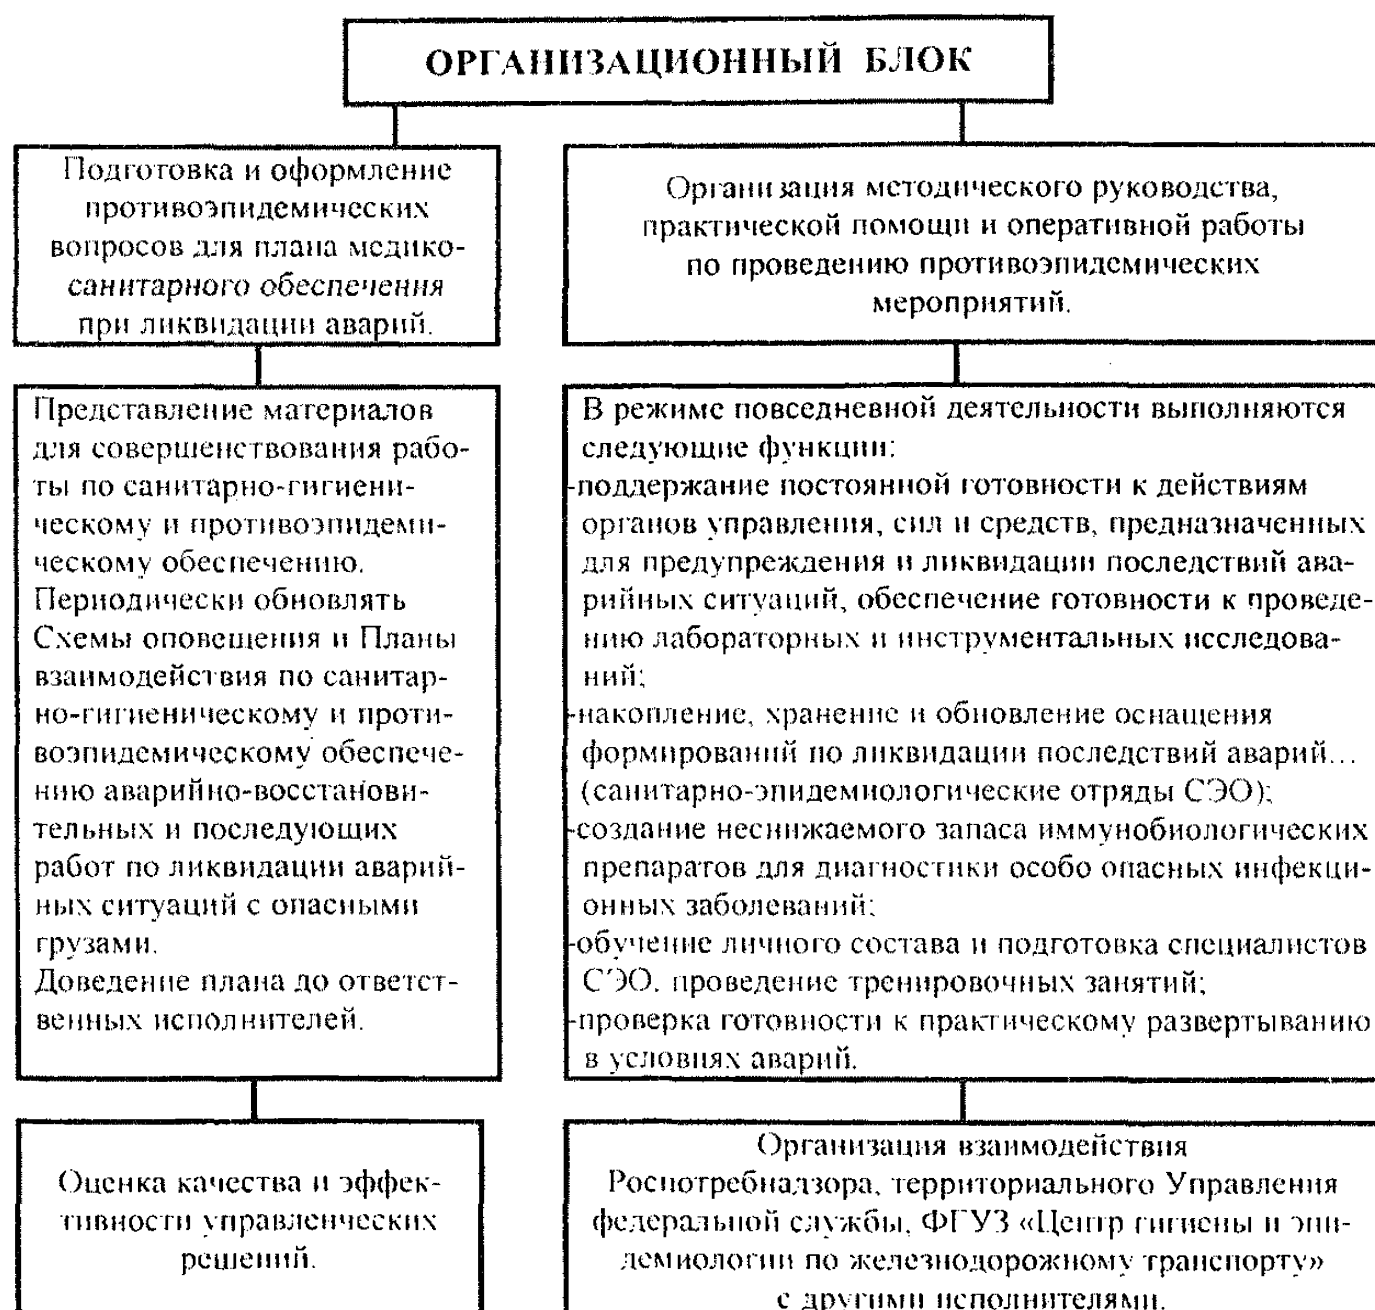 ОРГАНИЗАЦИОННЫЙ БЛОК
Подготовка и оформление
противоэпидемических
вопросов для плана медико-
санитарного обеспечения
при ликвидации аварий.
Организация методического руководства,
практической помощи и оперативной работы
по проведению противоэпидемических
мероприятий.
Представление материалов
для совершенствования рабо-
ты по санитарно-гигиени-
ческому и противоэпидеми-
ческому обеспечению.
Периодически обновлять
Схемы оповещения и Планы
взаимодействия по санитар-
но-гигиеническому и проти-
воэпидемическому обеспече-
нию аварийно-восстанови-
тельных и последующих
работ по ликвидации аварий-
ных ситуаций с опасными
грузами.
Доведение плана до ответст-
венных исполнителей.
В режиме повседневной деятельности выполняются
следующие функции:
-поддержание постоянной готовности к действиям
органов управления, сил и средств, предназначенных
для предупреждения и ликвидации последствий ава-
рийных ситуаций, обеспечение готовности к проведе-
нию лабораторных и инструментальных исследова-
ний;
-накопление, хранение и обновление оснащения
формирований по ликвидации последствий аварий...
(санитарно-эпидемиологические отряды СЭО);
-создание неснижаемого запаса иммунобиологических
препаратов для диагностики особо опасных инфекци-
онных заболеваний;
-обучение личного состава и подготовка специалистов
СЭО, проведение тренировочных занятий;
-проверка готовности к практическому развертыванию
в условиях аварий.
Оценка качества и эффек-
тивности управленческих
решений.
Организация взаимодействия
Роспотребнадзора, территориального Управления
федеральной службы, ФГУЗ «Центр гигиены и эпи-
демиологии по железнодорожному транспорту»
с другими исполнителями.